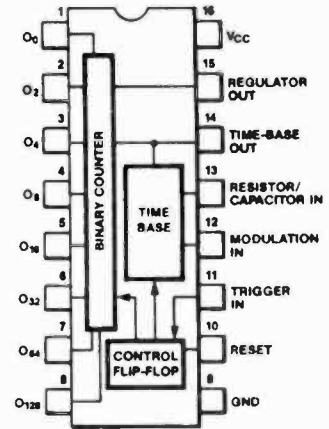 1
16
O₀
VCC
2
15
O₂
REGULATOR
OUT
3
14
O₄
TIME-BASE
OUT
4
13
O₈
RESISTOR/
CAPACITOR IN
BINARY COUNTER
TIME
BASE
5
12
O₁₆
MODULATION
IN
6
11
O₃₂
TRIGGER
IN
7
10
O₆₄
CONTROL
FLIP-FLOP
RESET
8
9
O₁₂₈
GND